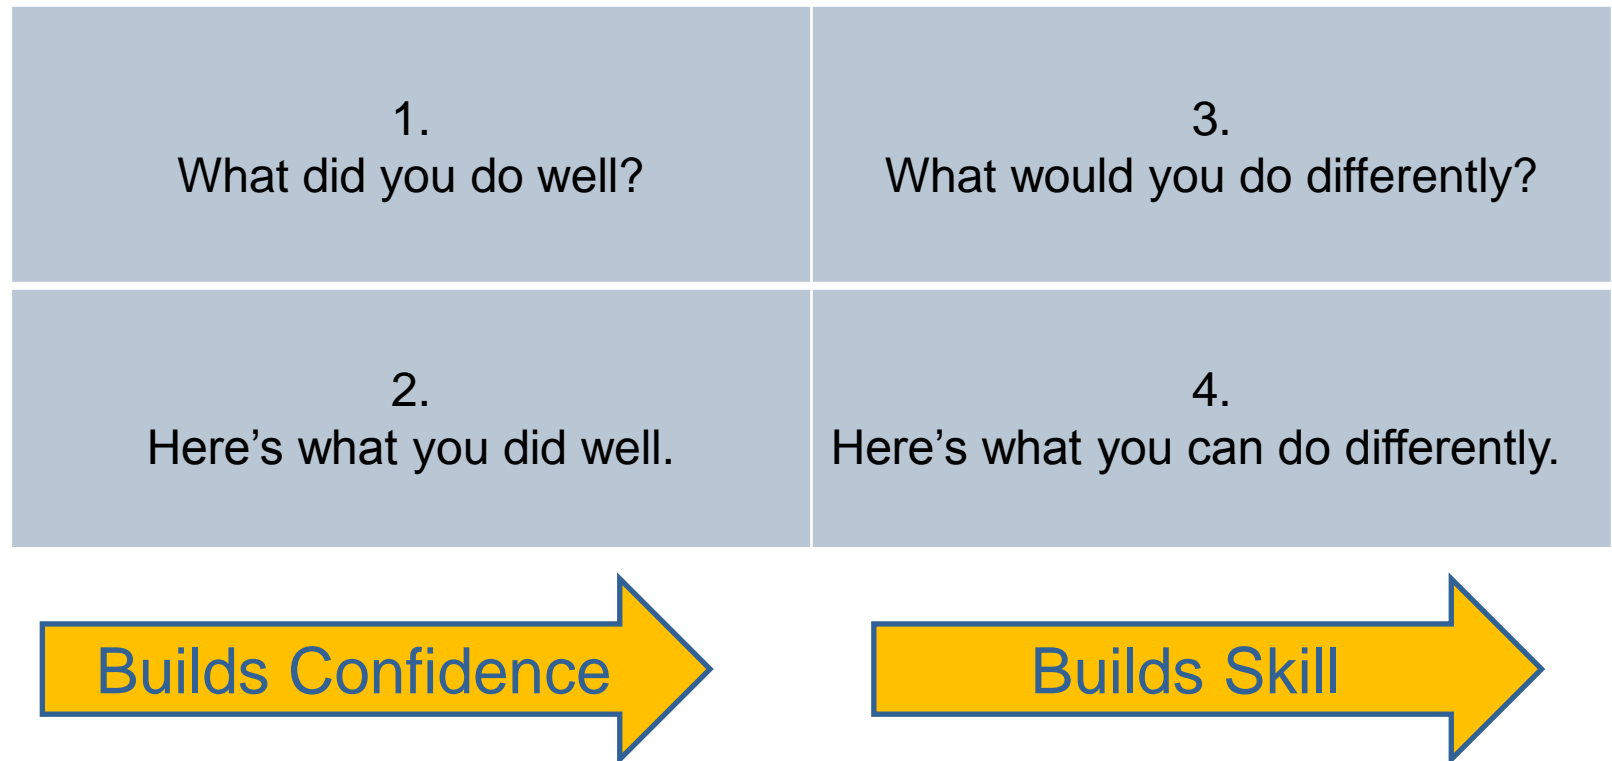 1.
What did you do well?
3.
What would you do differently?
2.
Here’s what you did well.
4.
Here’s what you can do differently.
Builds Confidence
Builds Skill